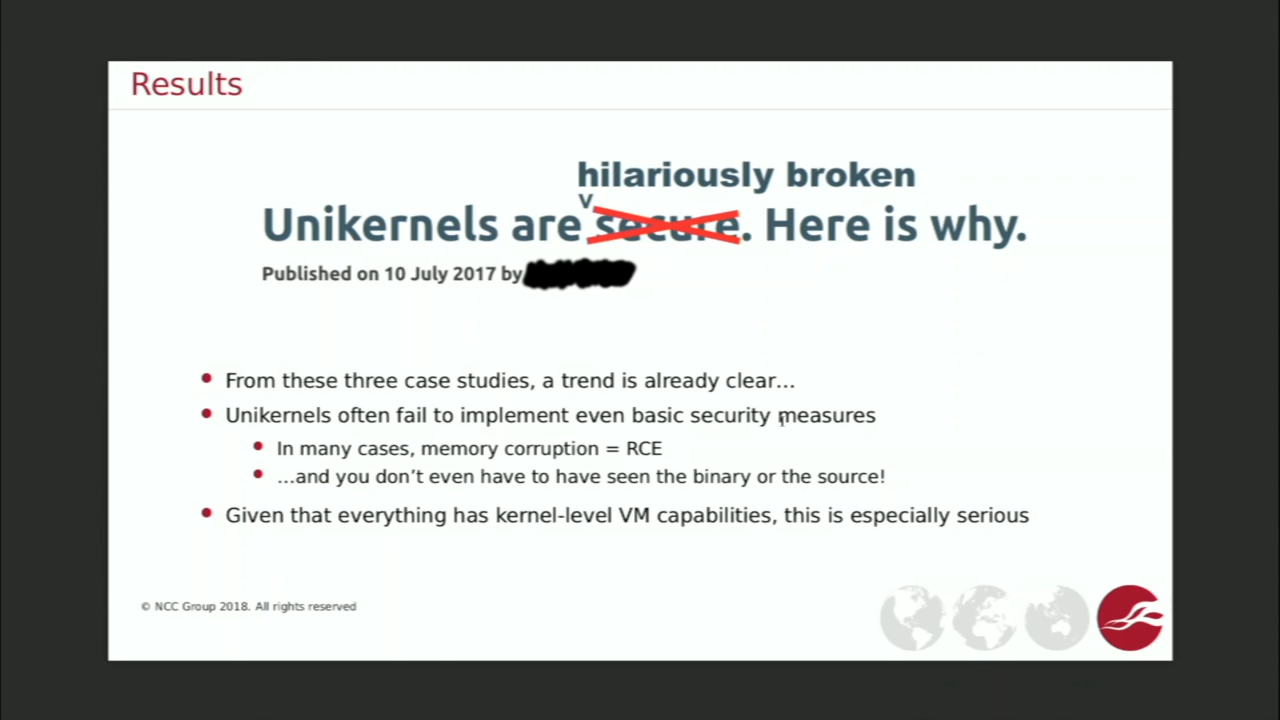 Results
hilariously broken
v
Unikernels are secure. Here is why.
Published on 10 July 2017 by
• From these three case studies, a trend is already clear...
• Unikernels often fail to implement even basic security measures
• In many cases, memory corruption = RCE
• ...and you don't even have to have seen the binary or the source!
• Given that everything has kernel-level VM capabilities, this is especially serious
© NCC Group 2018. All rights reserved